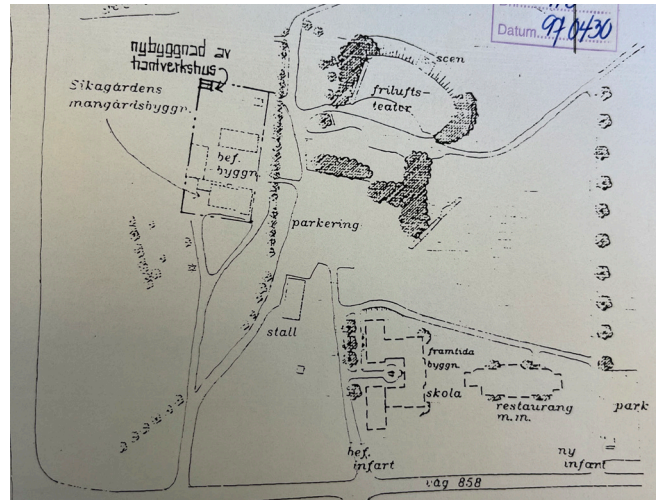 Datum 970430
nybyggnad av
hantverkshus
Sikagårdens
mangårdsbyggn.
scen
frilufts-
teater
bef.
byggn.
parkering
stall
framtida
byggn.
skola
restaurang
m.m.
park
bef.
infart
ny
infart
väg 858